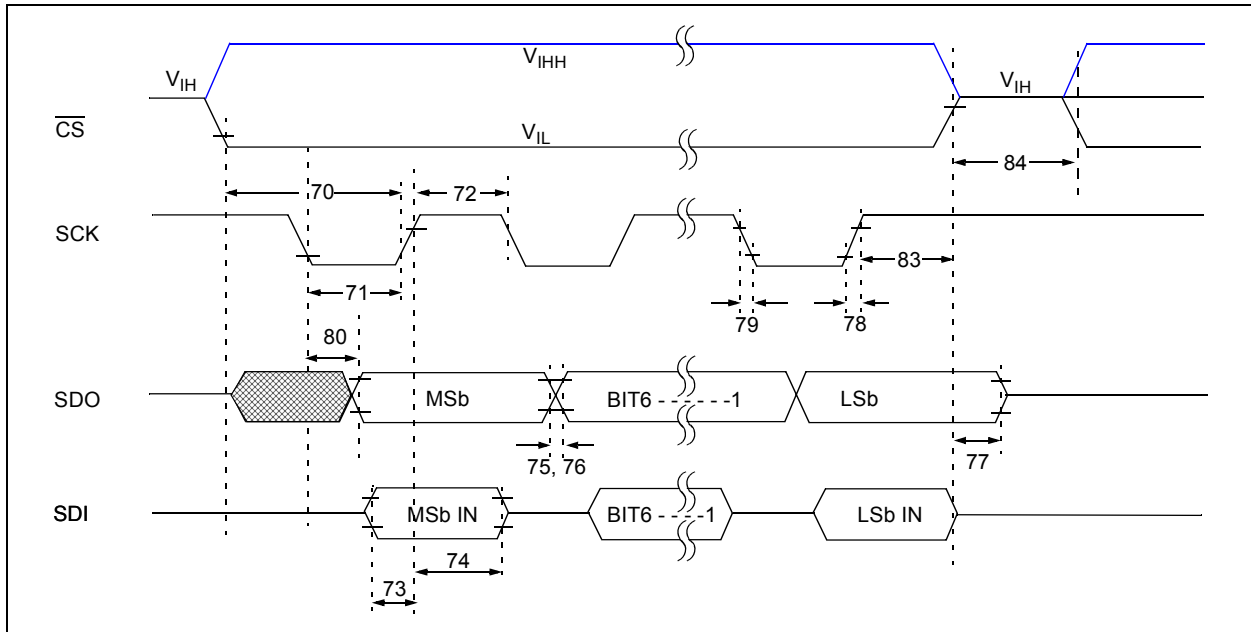 VIH
VIHH
VIH
CS
VIL
84
70
72
SCK
83
71
79
78
80
SDO
MSb
BIT6 - - - - - - -1
LSb
75, 76
77
SDI
MSb IN
BIT6 - - - - -1
LSb IN
74
73